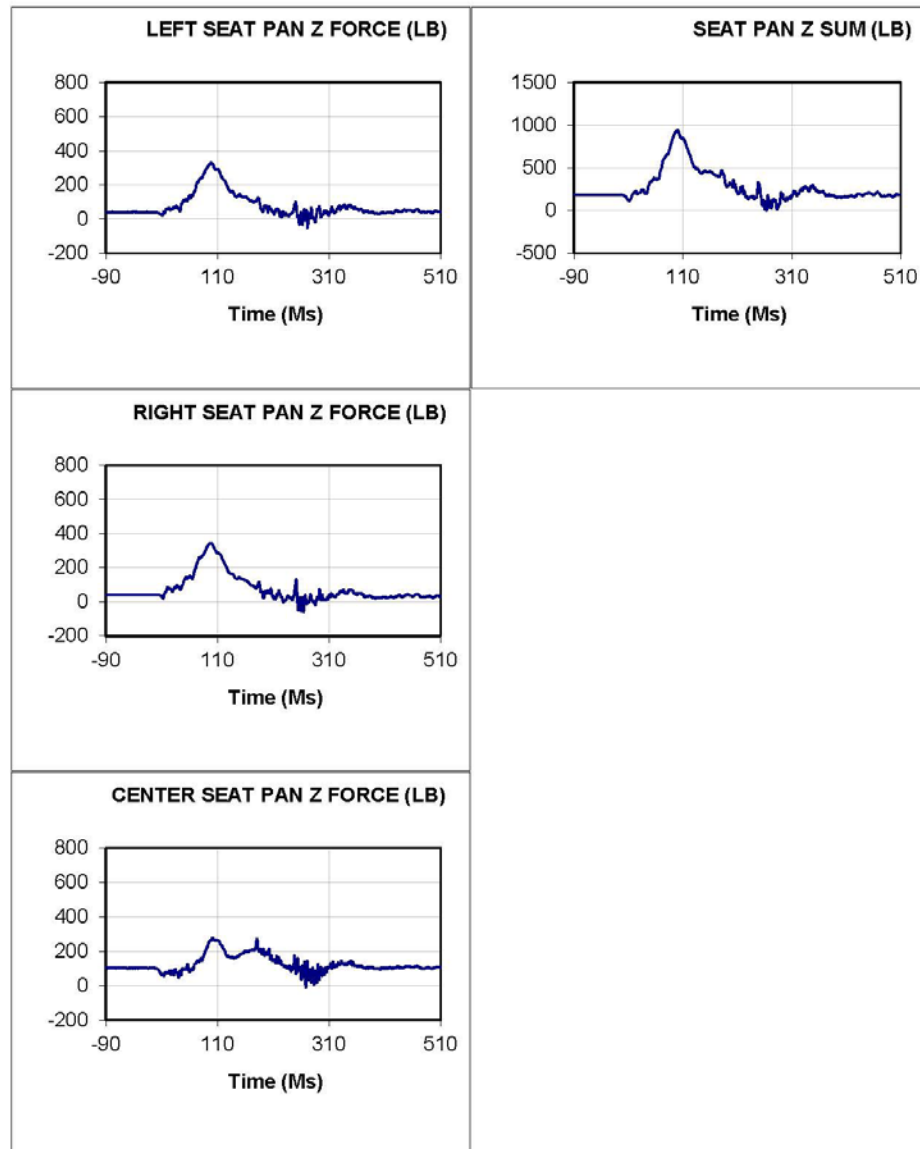 LEFT SEAT PAN Z FORCE (LB)
800
600
400
200
0
-200
-90 110 310 510
Time (Ms)
SEAT PAN Z SUM (LB)
1500
1000
500
0
-500
-90 110 310 510
Time (Ms)
RIGHT SEAT PAN Z FORCE (LB)
800
600
400
200
0
-200
-90 110 310 510
Time (Ms)
CENTER SEAT PAN Z FORCE (LB)
800
600
400
200
0
-200
-90 110 310 510
Time (Ms)